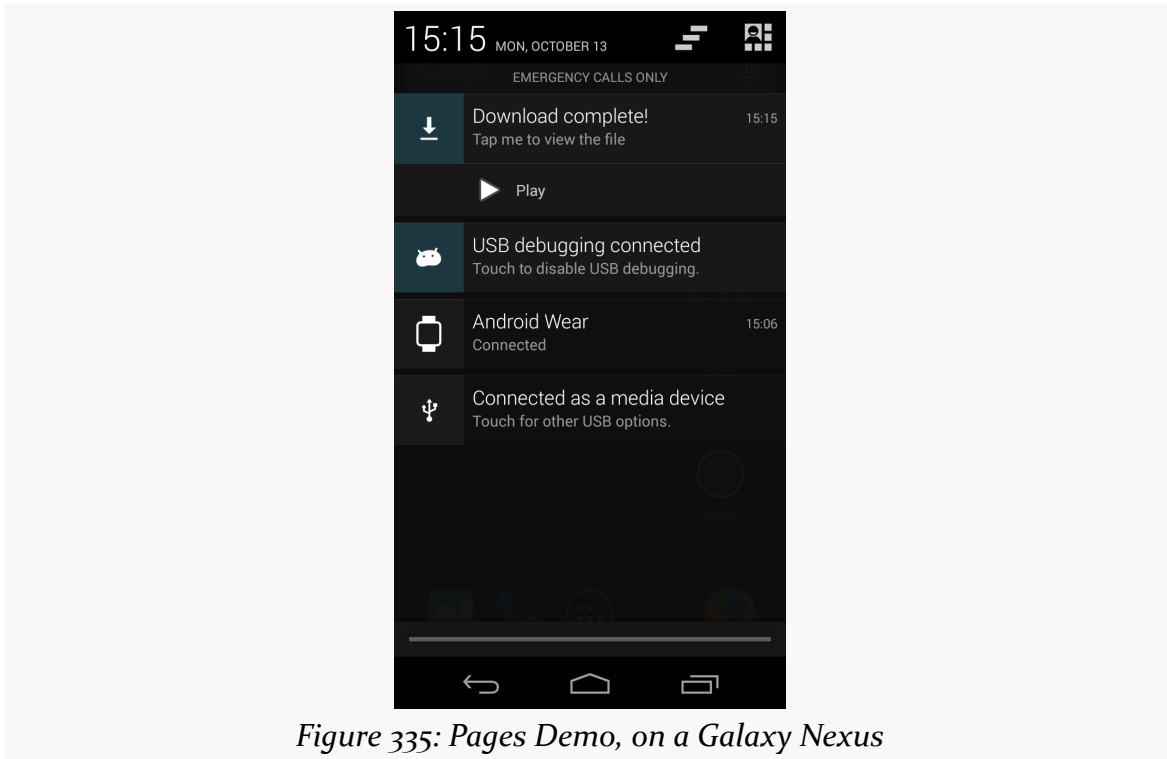 15:15 MON, OCTOBER 13
EMERGENCY CALLS ONLY
Download complete! 15:15
Tap me to view the file
Play
USB debugging connected
Touch to disable USB debugging.
Android Wear 15:06
Connected
Connected as a media device
Touch for other USB options.
Clock
Figure 335: Pages Demo, on a Galaxy Nexus